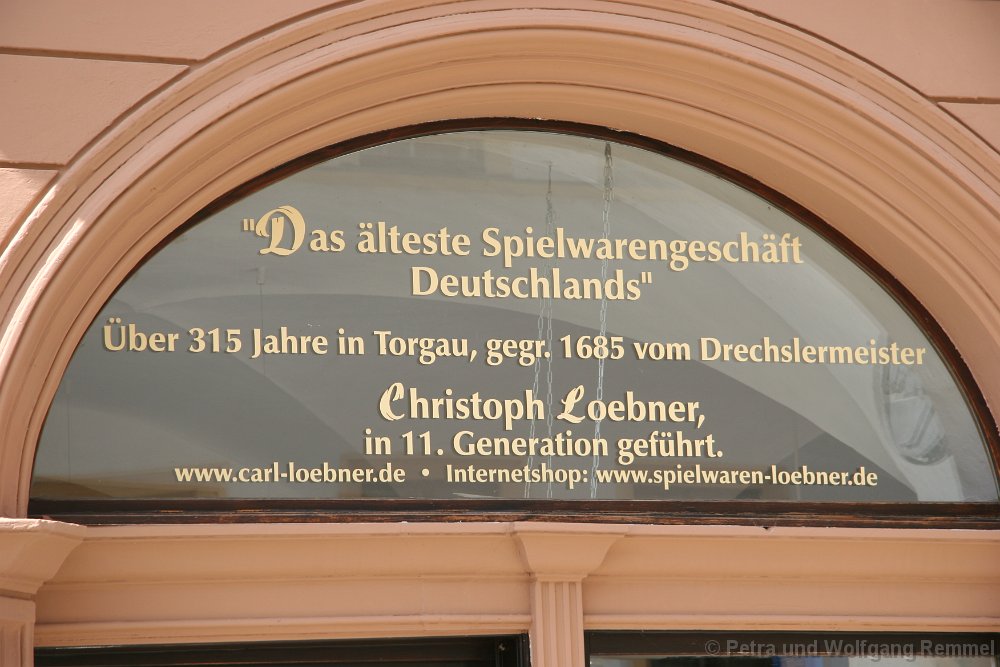 "Das älteste Spielwarengeschäft
Deutschlands"
Über 315 Jahre in Torgau, gegr. 1685 vom Drechslermeister
Christoph Loebner,
in 11. Generation geführt.
www.carl-loebner.de • Internetshop: www.spielwaren-loebner.de
© Petra und Wolfgang Remmel